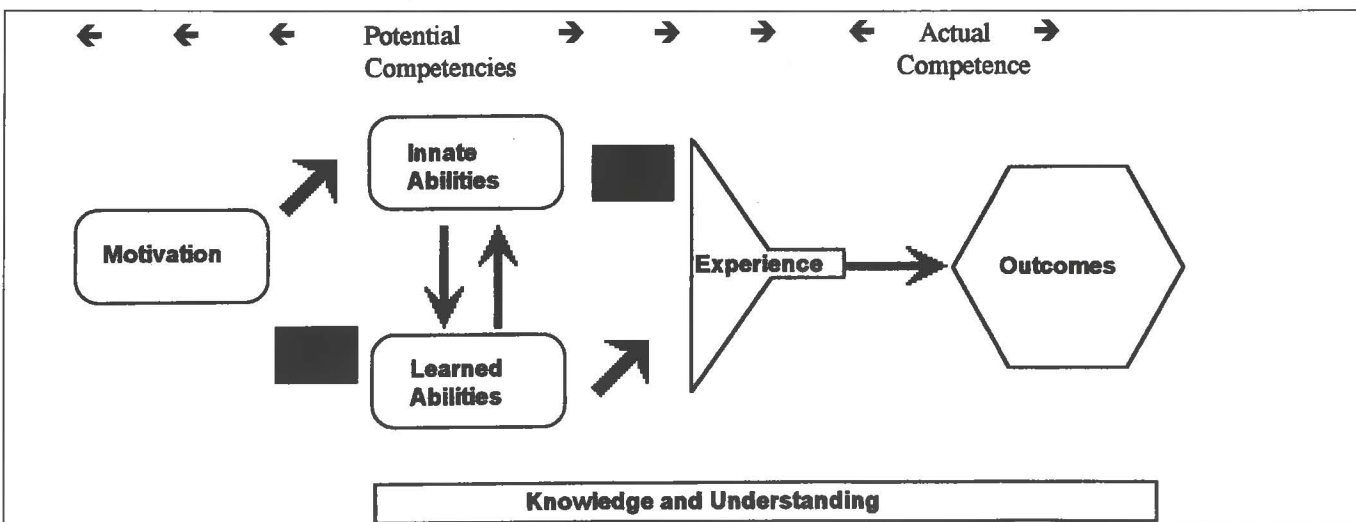 Potential
Competencies
Actual
Competence
Innate
Abilities
Motivation
Experience
Outcomes
Learned
Abilities
Knowledge and Understanding